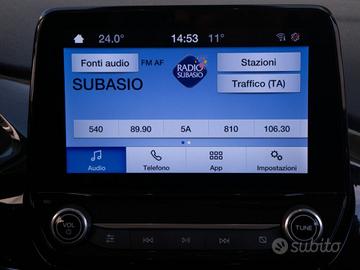 24.0° 14:53 11°
Fonti audio FM AF RADIO SUBASIO Stazioni
SUBASIO Traffico (TA)
540 89.90 5A 810 106.30
Audio Telefono App Impostazioni
VOL TUNE
subito